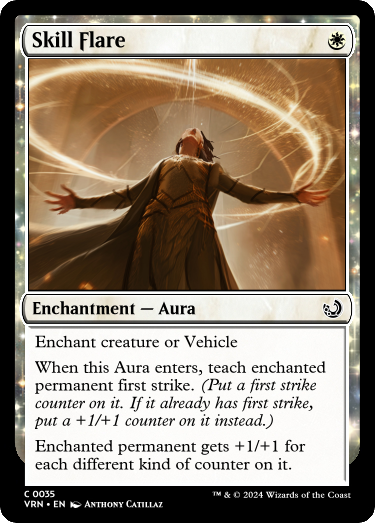 Skill Flare
Enchantment — Aura
Enchant creature or Vehicle
When this Aura enters, teach enchanted
permanent first strike. (Put a first strike
counter on it. If it already has first strike,
put a +1/+1 counter on it instead.)
Enchanted permanent gets +1/+1 for
each different kind of counter on it.
C 0035
VRN • EN Anthony Catillaz
™ & © 2024 Wizards of the Coast